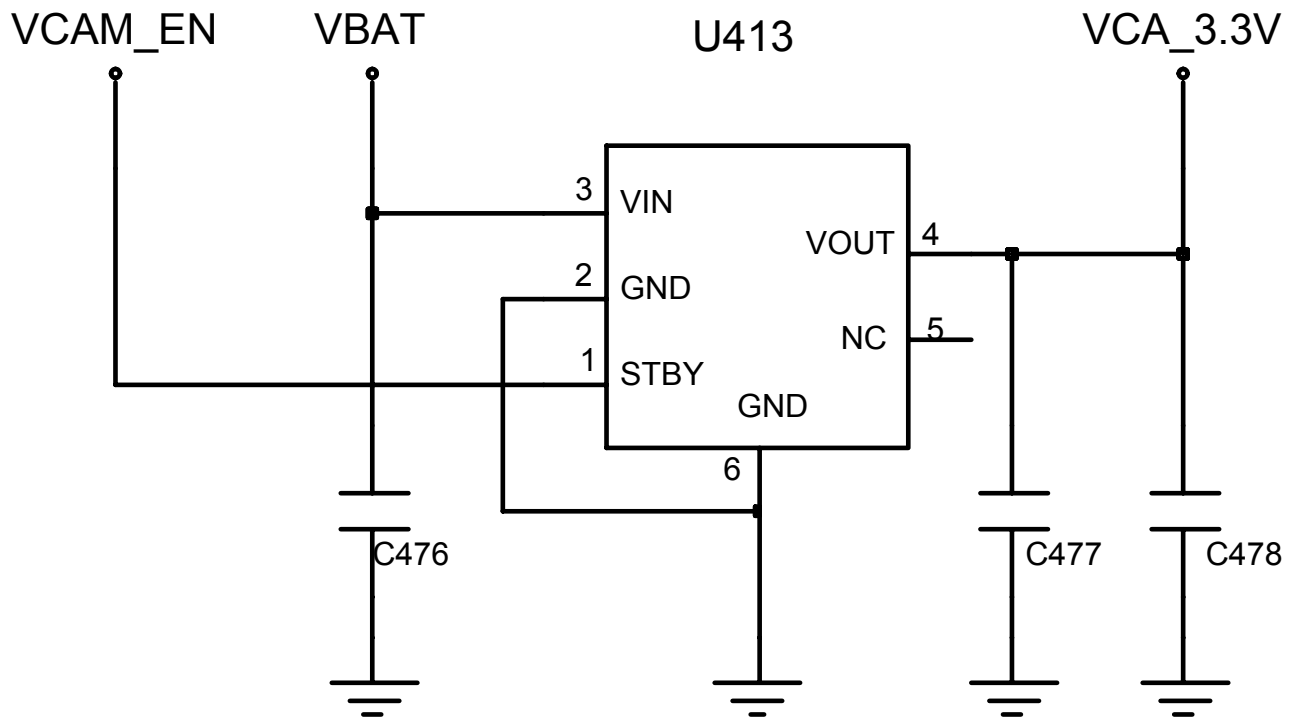 VCAM_EN
VBAT
U413
VCA_3.3V
3
VIN
VOUT
4
2
GND
NC
5
1
STBY
GND
6
C476
C477
C478